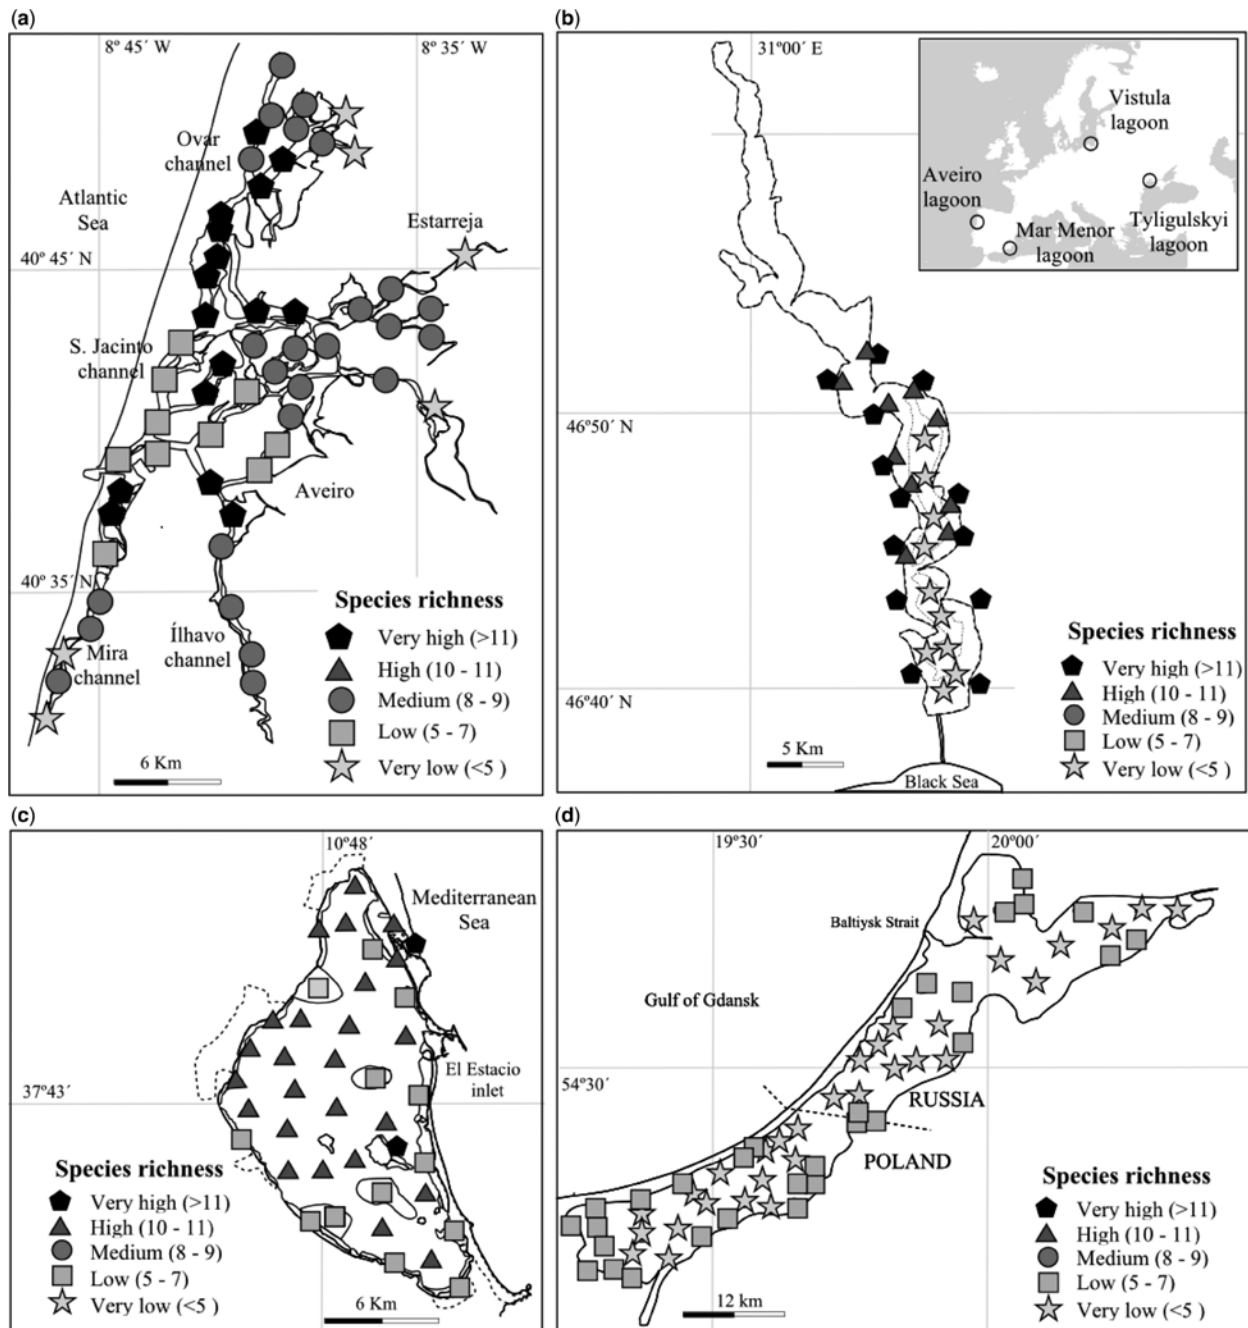 (a)
8º 45´ W
8º 35´ W
Ovar
channel
Atlantic
Sea
Estarreja
40º 45´ N
S. Jacinto
channel
Aveiro
40º 35´ N
Ílhavo
channel
Mira
channel
Species richness
Very high (>11)
High (10 - 11)
Medium (8 - 9)
Low (5 - 7)
Very low (<5 )
6 Km
(b)
31º00´ E
Vistula
lagoon
Aveiro
lagoon
Mar Menor
lagoon
Tyligulskyi
lagoon
46º50´ N
46º40´ N
Species richness
Very high (>11)
High (10 - 11)
Medium (8 - 9)
Low (5 - 7)
Very low (<5)
5 Km
Black Sea
(c)
10º48´
Mediterranean
Sea
El Estacio
inlet
37º43´
Species richness
Very high (>11)
High (10 - 11)
Medium (8 - 9)
Low (5 - 7)
Very low (<5)
6 Km
(d)
19º30´
20º00´
Baltiysk Strait
Gulf of Gdansk
54º30´
RUSSIA
POLAND
Species richness
Very high (>11)
High (10 - 11)
Medium (8 - 9)
Low (5 - 7)
Very low (<5)
12 km